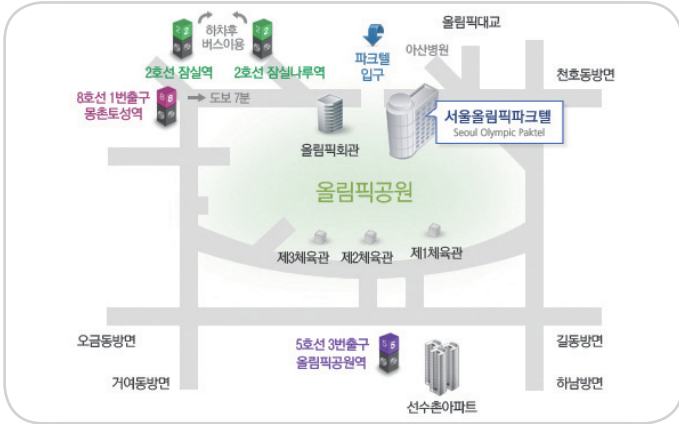 올림픽대교
하차후
버스이용
2 2
2 2
2호선 잠실역
2호선 잠실나루역
파크텔
입구
아산병원
천호동방면
8호선 1번출구
몽촌토성역
8 8
도보 7분
서울올림픽파크텔
Seoul Olympic Paktel
올림픽회관
올림픽공원
제3체육관
제2체육관
제1체육관
오금동방면
거여동방면
5호선 3번출구
올림픽공원역
선수촌아파트
길동방면
하남방면